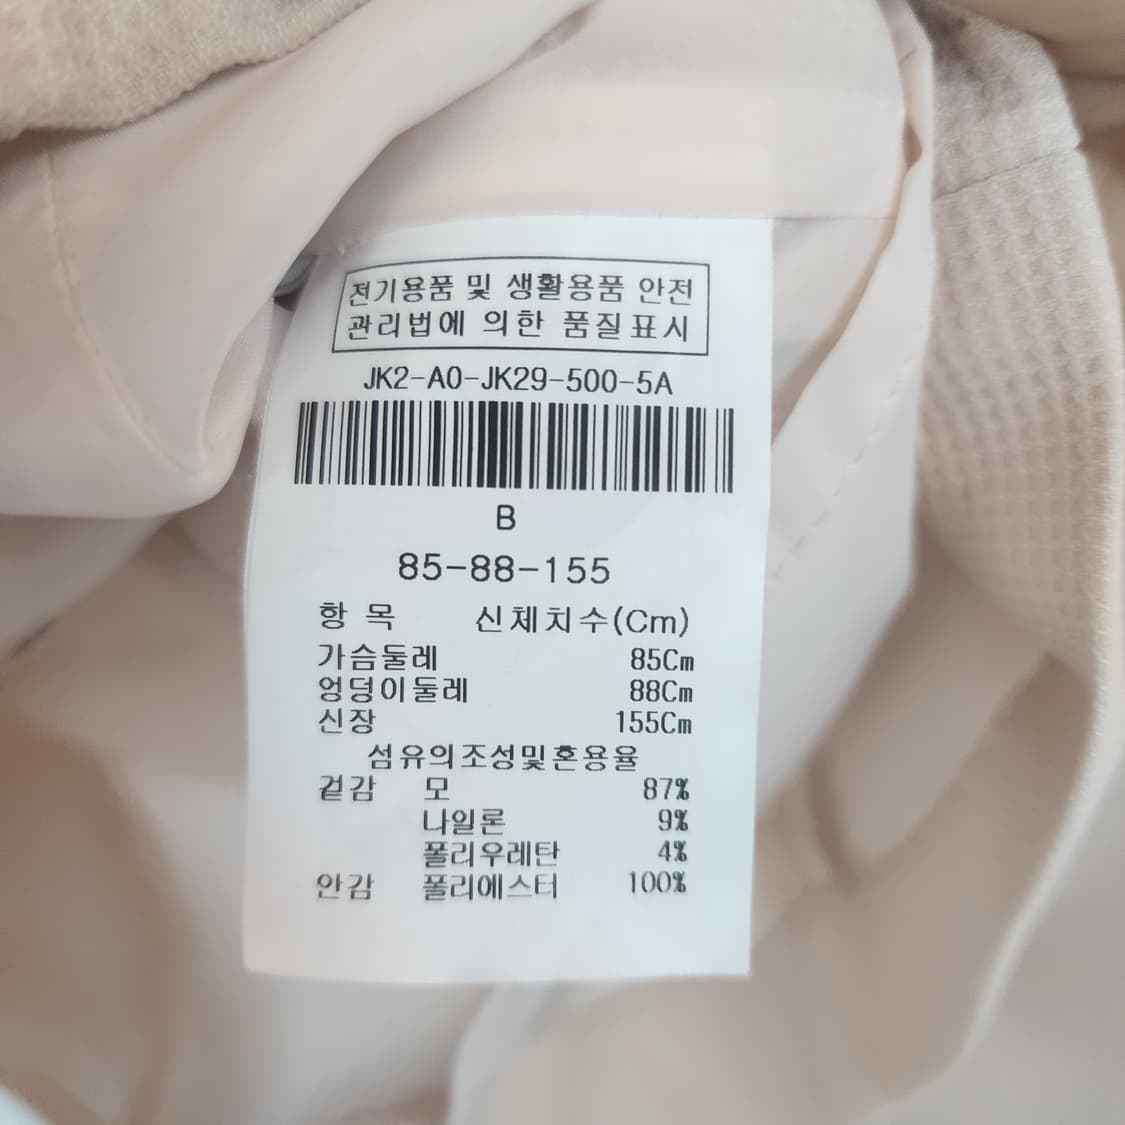 전기용품 및 생활용품 안전
관리법에 의한 품질표시
JK2-A0-JK29-500-5A
B
85-88-155
항 목 신체치수(Cm)
가슴둘레 85Cm
엉덩이둘레 88Cm
신장 155Cm
섬유의조성및혼용율
겉감 모 87%
나일론 9%
폴리우레탄 4%
안감 폴리에스터 100%